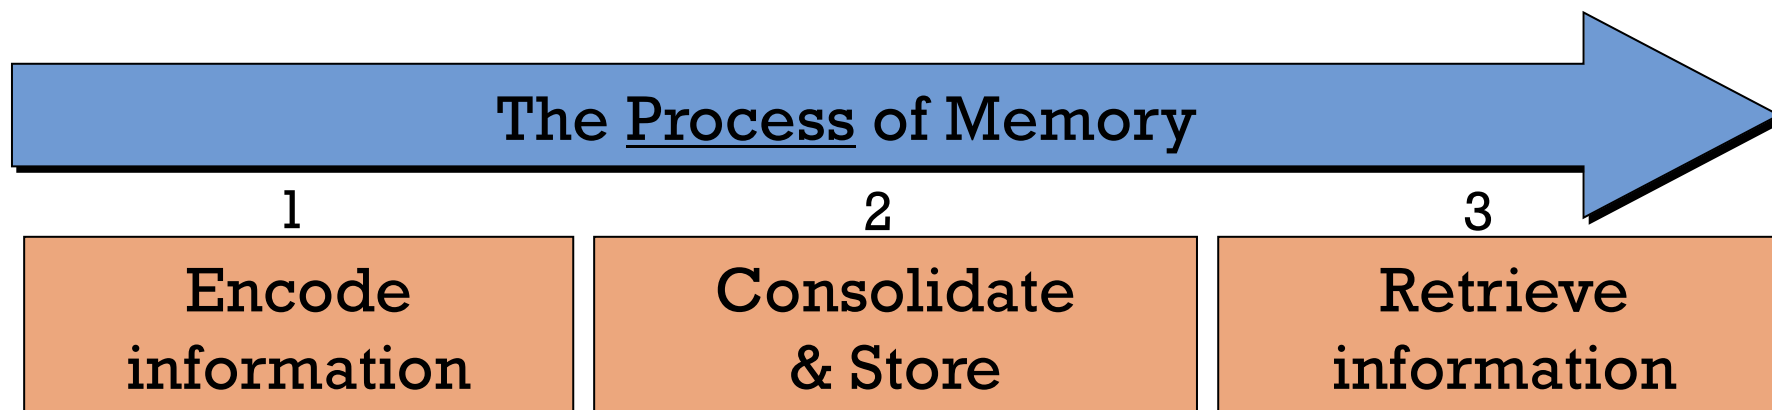 The Process of Memory
1
2
3
Encode
information
Consolidate
& Store
Retrieve
information